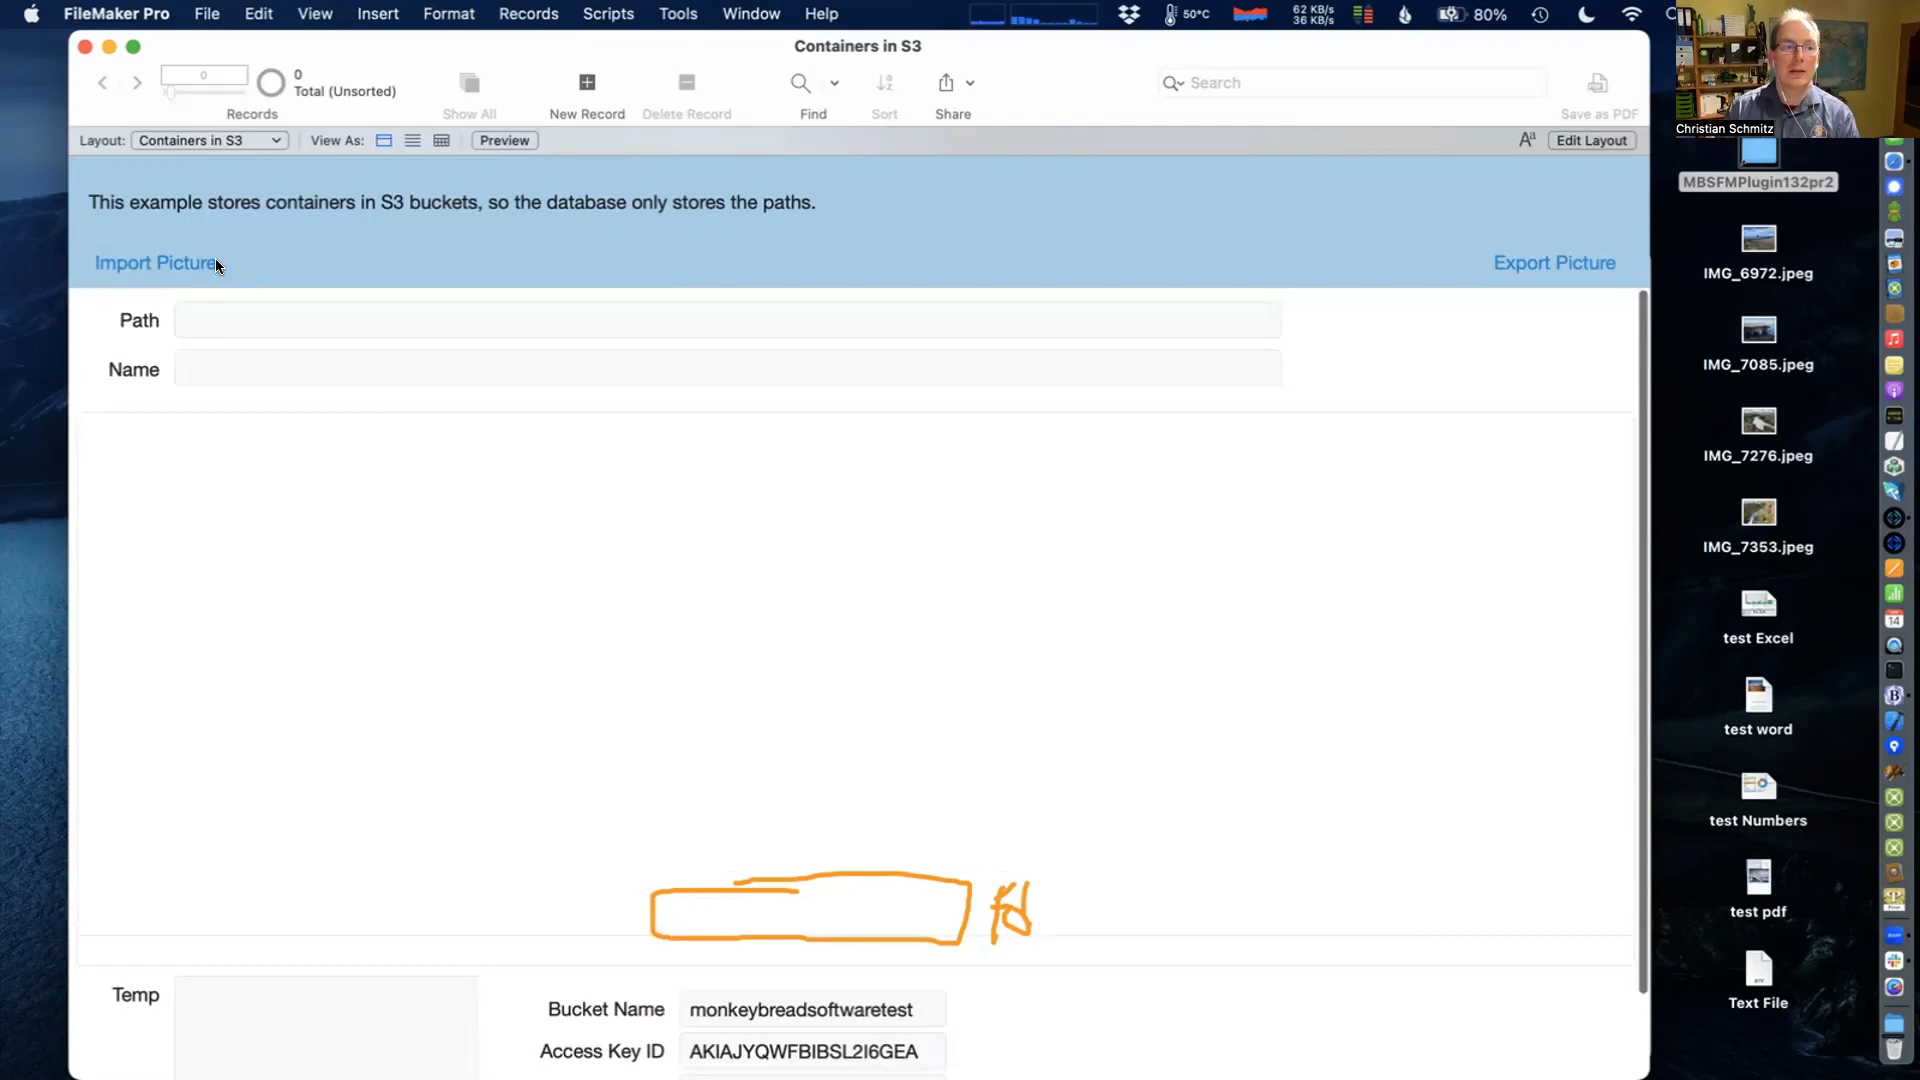 FileMaker Pro File Edit View Insert Format Records Scripts Tools Window Help 50°C 62 KB/s 36 KB/s 80%
Containers in S3
0 0 Total (Unsorted)
Search
Records Show All New Record Delete Record Find Sort Share Save as PDF
Layout: Containers in S3 View As: Preview Aa Edit Layout
This example stores containers in S3 buckets, so the database only stores the paths.
Import Picture Export Picture
Path
Name
Temp
Bucket Name monkeybreadsoftwaretest
Access Key ID AKIAJYQWFBIBSL2I6GEA
Christian Schmitz
MBSFMPlugin132pr2
IMG_6972.jpeg
IMG_7085.jpeg
IMG_7276.jpeg
IMG_7353.jpeg
test Excel
14
test word
test Numbers
test pdf
Text File